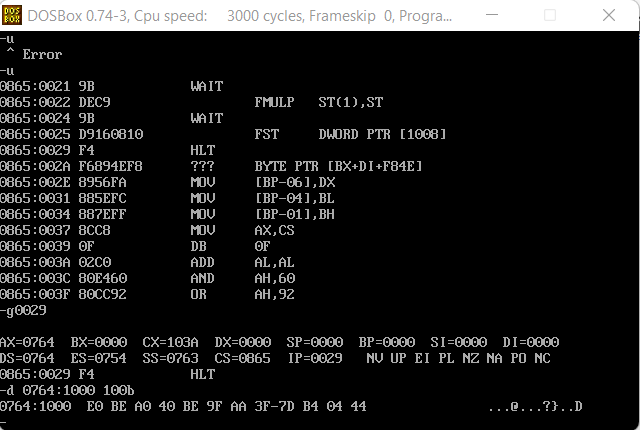 DOSBox 0.74-3, Cpu speed: 3000 cycles, Frameskip 0, Progra...
-u
^ Error
-u
0865:0021 9B WAIT
0865:0022 DEC9 FMULP ST(1),ST
0865:0024 9B WAIT
0865:0025 D9160810 FST DWORD PTR [1008]
0865:0029 F4 HLT
0865:002A F6894EF8 ??? BYTE PTR [BX+DI+F84E]
0865:002E 8956FA MOV [BP-06],DX
0865:0031 885EFC MOV [BP-04],BL
0865:0034 887EFF MOV [BP-01],BH
0865:0037 8CC8 MOV AX,CS
0865:0039 0F DB 0F
0865:003A 02C0 ADD AL,AL
0865:003C 80E460 AND AH,60
0865:003F 80CC92 OR AH,92
-g0029
AX=0764 BX=0000 CX=103A DX=0000 SP=0000 BP=0000 SI=0000 DI=0000
DS=0764 ES=0754 SS=0763 CS=0865 IP=0029 NV UP EI PL NZ NA PO NC
0865:0029 F4 HLT
-d 0764:1000 100b
0764:1000 E0 BE A0 40 BE 9F AA 3F-7D B4 04 44 ...@...?}..D
-